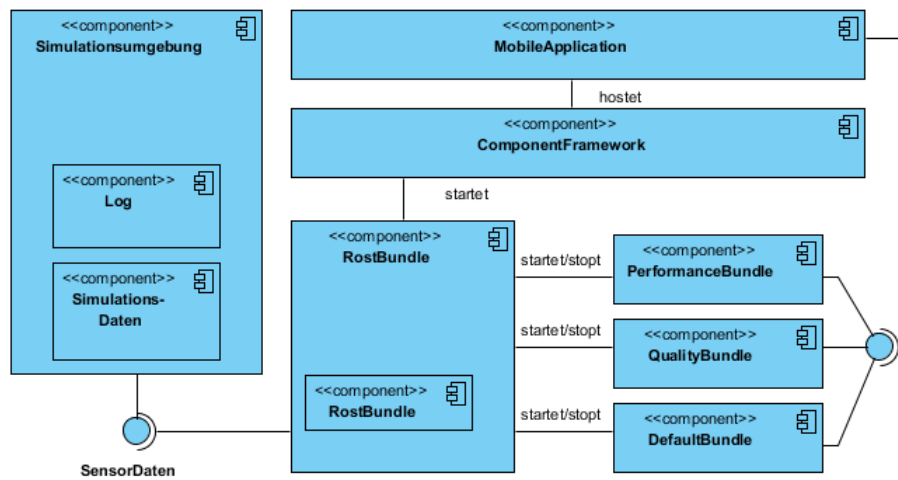 <<component>>
Simulationsumgebung
<<component>>
Log
<<component>>
Simulations-
Daten
SensorDaten
<<component>>
MobileApplication
hostet
<<component>>
ComponentFramework
startet
<<component>>
RostBundle
<<component>>
RostBundle
startet/stopt
<<component>>
PerformanceBundle
startet/stopt
<<component>>
QualityBundle
startet/stopt
<<component>>
DefaultBundle